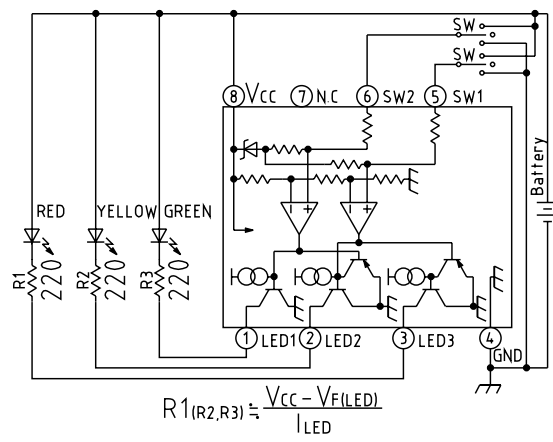 SW
SW
8 VCC 7 N.C 6 SW2 5 SW1
Battery
RED YELLOW GREEN
R1 220 R2 220 R3 220
1 LED1 2 LED2 3 LED3 4 GND
R1(R2,R3) ≒ VCC − VF(LED)
ILED